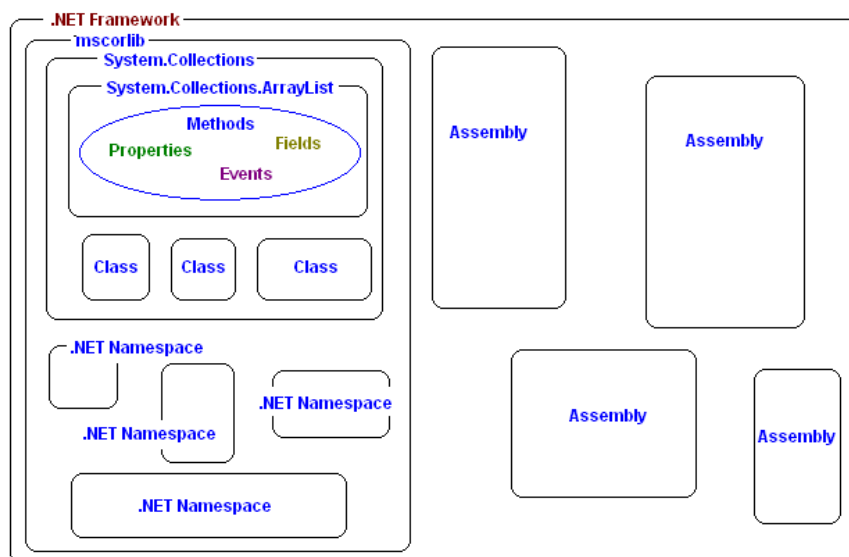 .NET Framework
mscorlib
System.Collections
System.Collections.ArrayList
Methods
Properties
Fields
Events
Class
Class
Class
.NET Namespace
.NET Namespace
.NET Namespace
.NET Namespace
Assembly
Assembly
Assembly
Assembly